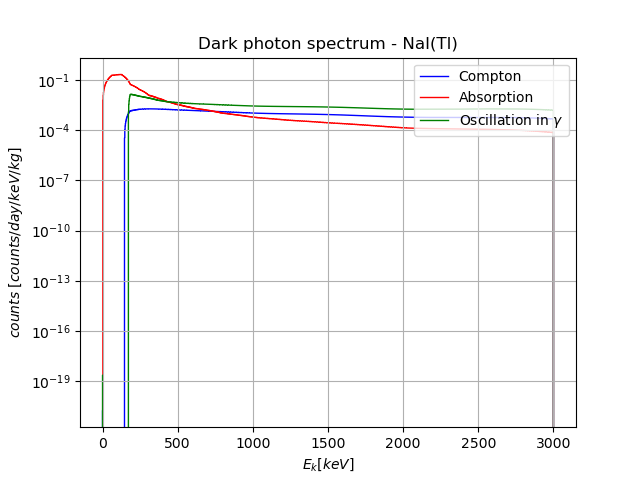 Dark photon spectrum - NaI(Tl)
Compton
Absorption
Oscillation in γ
counts [counts/day/keV/kg]
10⁻¹
10⁻⁴
10⁻⁷
10⁻¹⁰
10⁻¹³
10⁻¹⁶
10⁻¹⁹
0 500 1000 1500 2000 2500 3000
Eₖ[keV]